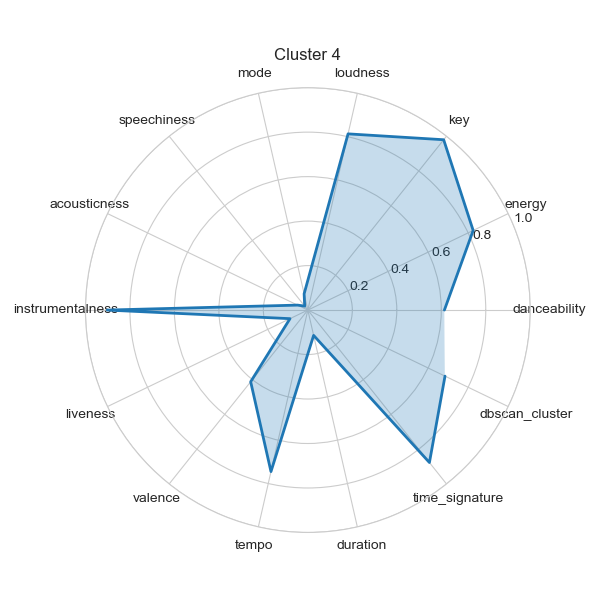 Cluster 4
mode
loudness
speechiness
key
acousticness
energy
1.0
0.8
0.6
0.4
0.2
instrumentalness
danceability
liveness
dbscan_cluster
valence
time_signature
tempo
duration